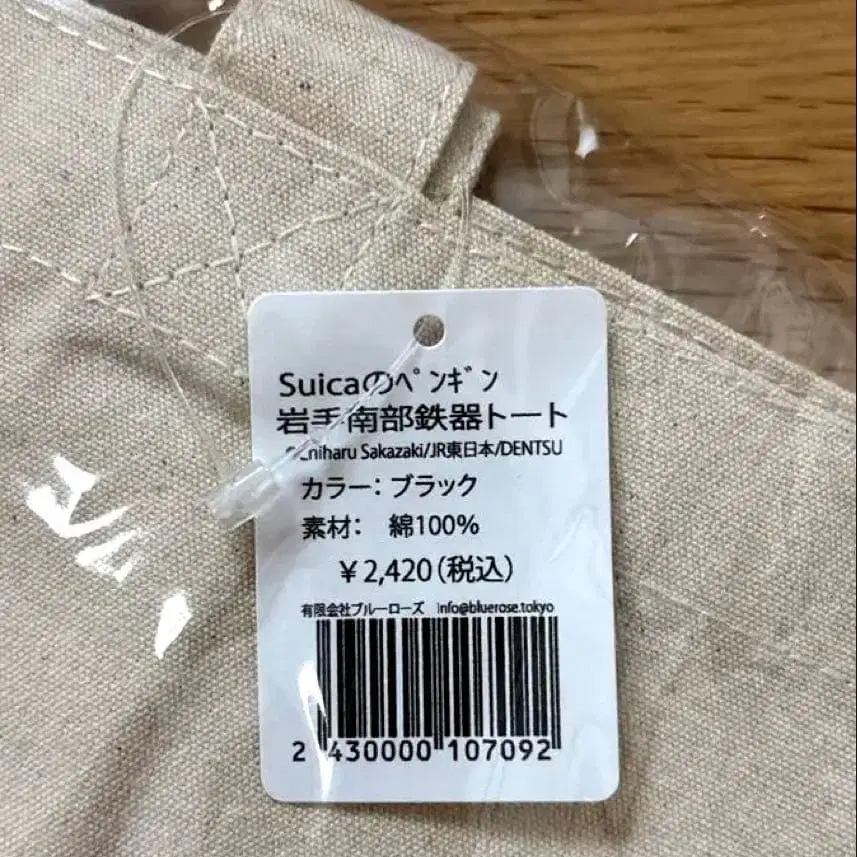 Suicaのﾍﾟﾝｷﾞﾝ
岩手南部鉄器トート
©Chiharu Sakazaki/JR東日本/DENTSU
カラー：ブラック
素材： 綿100%
￥2,420(税込)
有限会社ブルーローズ info@bluerose.tokyo
2 430000 107092